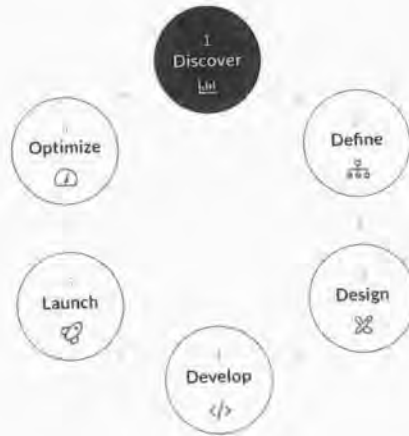 1
Discover
Define
Design
Develop
</>
Launch
Optimize